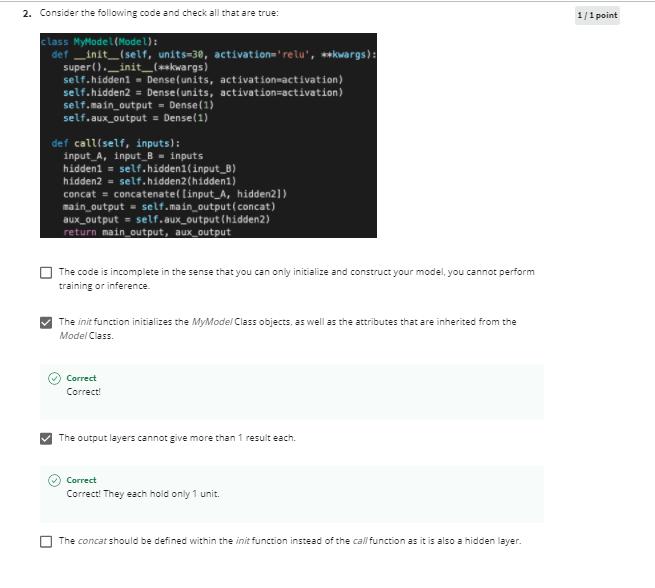 2. Consider the following code and check all that are true:
1 / 1 point
class MyModel(Model):
def __init__(self, units=30, activation='relu', **kwargs):
super().__init__(**kwargs)
self.hidden1 = Dense(units, activation=activation)
self.hidden2 = Dense(units, activation=activation)
self.main_output = Dense(1)
self.aux_output = Dense(1)
def call(self, inputs):
input_A, input_B = inputs
hidden1 = self.hidden1(input_B)
hidden2 = self.hidden2(hidden1)
concat = concatenate([input_A, hidden2])
main_output = self.main_output(concat)
aux_output = self.aux_output(hidden2)
return main_output, aux_output
The code is incomplete in the sense that you can only initialize and construct your model, you cannot perform
training or inference.
The init function initializes the MyModel Class objects, as well as the attributes that are inherited from the
Model Class.
Correct
Correct!
The output layers cannot give more than 1 result each.
Correct
Correct! They each hold only 1 unit.
The concat should be defined within the init function instead of the call function as it is also a hidden layer.